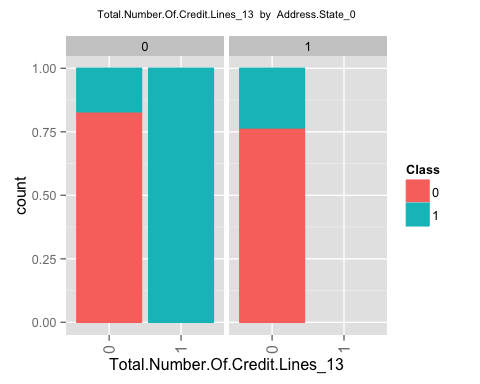 Total.Number.Of.Credit.Lines_13 by Address.State_0
0 1
1.00
0.75
0.50
0.25
0.00
count
0 1 0 1
Total.Number.Of.Credit.Lines_13
Class
0
1